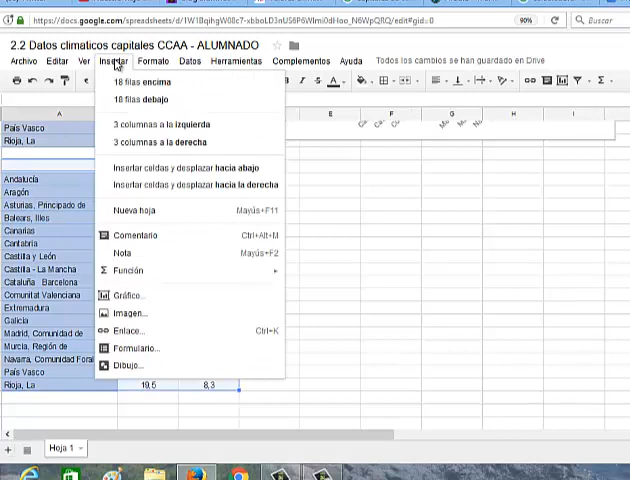 https://docs.google.com/spreadsheets/d/
/edit#gid=0
90%
Buscar
2.2 Datos climaticos capitales CCAA - ALUMNADO
Archivo Editar Ver Insertar Formato Datos Herramientas Complementos Ayuda Todos los cambios se han guardado en Drive
A E F G H I
País Vasco
Rioja, La
Andalucía
Aragón
Asturias, Principado de
Balears, Illes
Canarias
Cantabria
Castilla y León
Castilla - La Mancha
Cataluña Barcelona
Comunitat Valenciana
Extremadura
Galicia
Madrid, Comunidad de
Murcia, Región de
Navarra, Comunidad Foral
País Vasco
Rioja, La 19,5 8,3
18 filas encima
18 filas debajo
3 columnas a la izquierda
3 columnas a la derecha
Insertar celdas y desplazar hacia abajo
Insertar celdas y desplazar hacia la derecha
Nueva hoja Mayús+F11
Comentario Ctrl+Alt+M
Nota Mayús+F2
Función
Gráfico...
Imagen...
Enlace... Ctrl+K
Formulario...
Dibujo...
Hoja 1